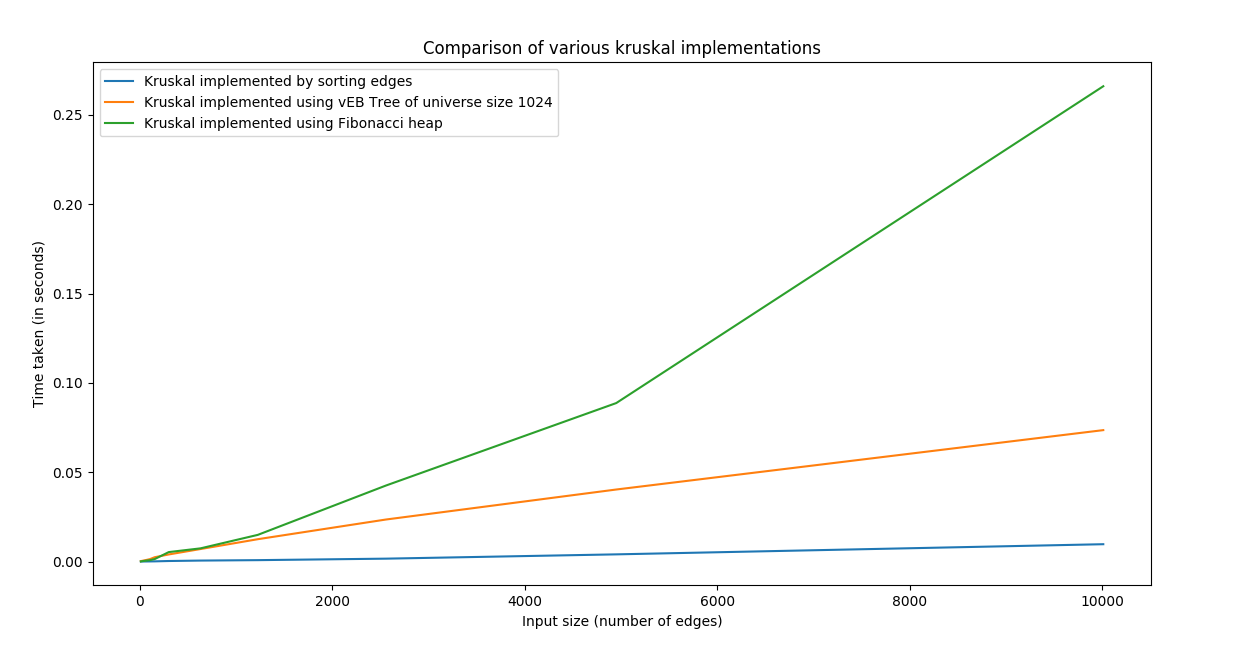 Comparison of various kruskal implementations
Kruskal implemented by sorting edges
Kruskal implemented using vEB Tree of universe size 1024
Kruskal implemented using Fibonacci heap
Time taken (in seconds)
0.25
0.20
0.15
0.10
0.05
0.00
0 2000 4000 6000 8000 10000
Input size (number of edges)